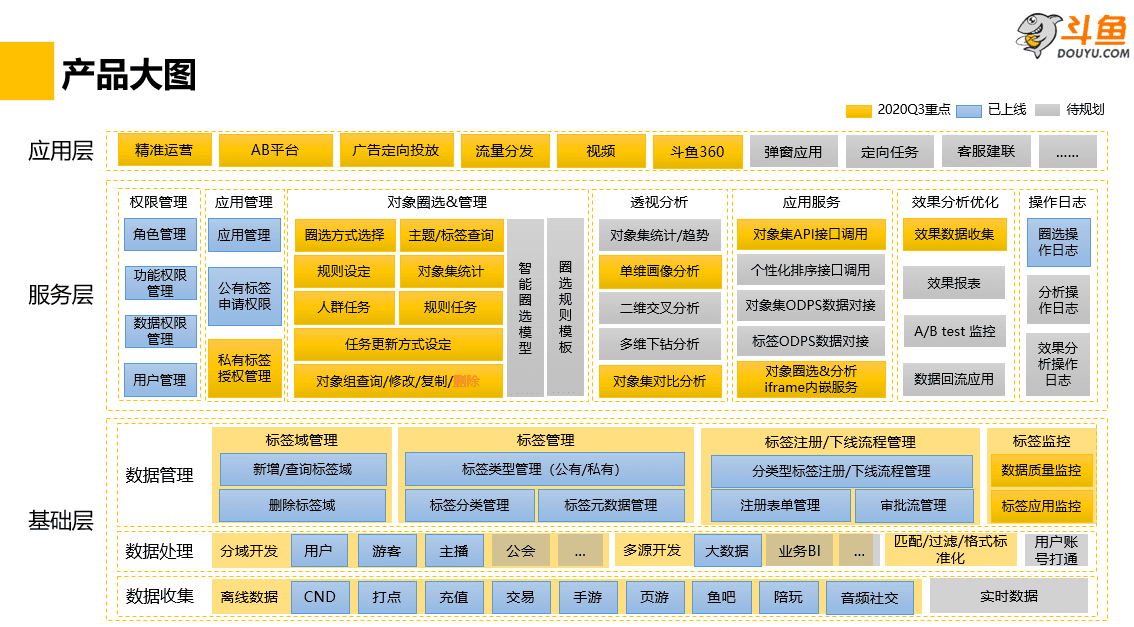 斗鱼
DOUYU.COM
产品大图
2020Q3重点
已上线
待规划
应用层
精准运营
AB平台
广告定向投放
流量分发
视频
斗鱼360
弹窗应用
定向任务
客服建联
......
服务层
权限管理
角色管理
功能权限
管理
数据权限
管理
用户管理
应用管理
应用管理
公有标签
申请权限
私有标签
授权管理
对象圈选&管理
圈选方式选择
主题/标签查询
规则设定
对象集统计
人群任务
规则任务
任务更新方式设定
对象组查询/修改/复制/删除
智能圈选模型
圈选规则模板
透视分析
对象集统计/趋势
单维画像分析
二维交叉分析
多维下钻分析
对象集对比分析
应用服务
对象集API接口调用
个性化排序接口调用
对象集ODPS数据对接
标签ODPS数据对接
对象圈选&分析
iframe内嵌服务
效果分析优化
效果数据收集
效果报表
A/B test 监控
数据回流应用
操作日志
圈选操
作日志
分析操
作日志
效果分
析操作
日志
基础层
数据管理
标签域管理
新增/查询标签域
删除标签域
标签管理
标签类型管理（公有/私有）
标签分类管理
标签元数据管理
标签注册/下线流程管理
分类型标签注册/下线流程管理
注册表单管理
审批流管理
标签监控
数据质量监控
标签应用监控
数据处理
分域开发
用户
游客
主播
公会
...
多源开发
大数据
业务BI
...
匹配/过滤/格式标
准化
用户账
号打通
数据收集
离线数据
CND
打点
充值
交易
手游
页游
鱼吧
陪玩
音频社交
实时数据